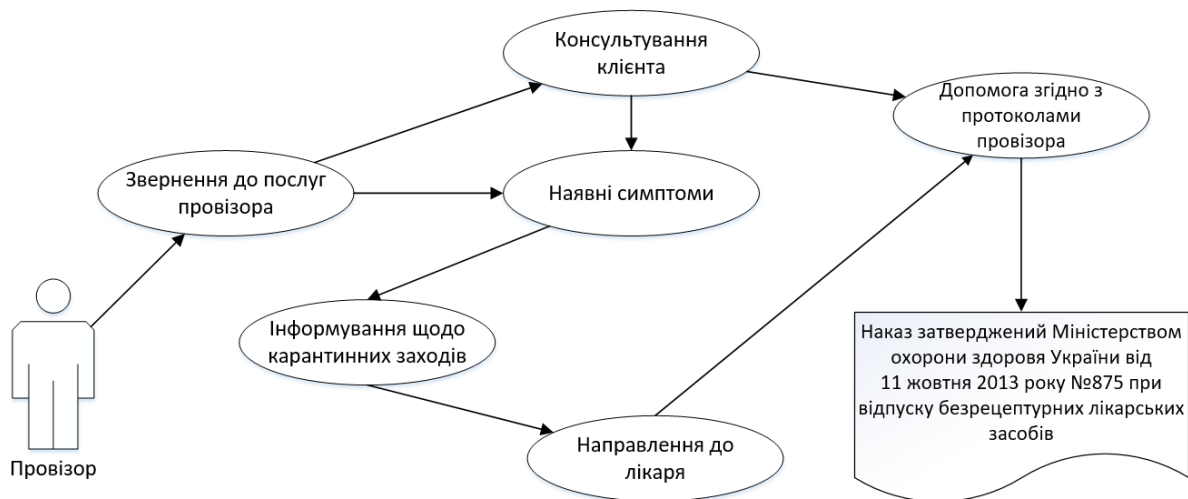 Консультування
клієнта
Допомога згідно з
протоколами
провізора
Звернення до послуг
провізора
Наявні симптоми
Інформування щодо
карантинних заходів
Наказ затверджений Міністерством
охорони здоровя України від
11 жовтня 2013 року №875 при
відпуску безрецептурних лікарських
засобів
Направлення до
лікаря
Провізор